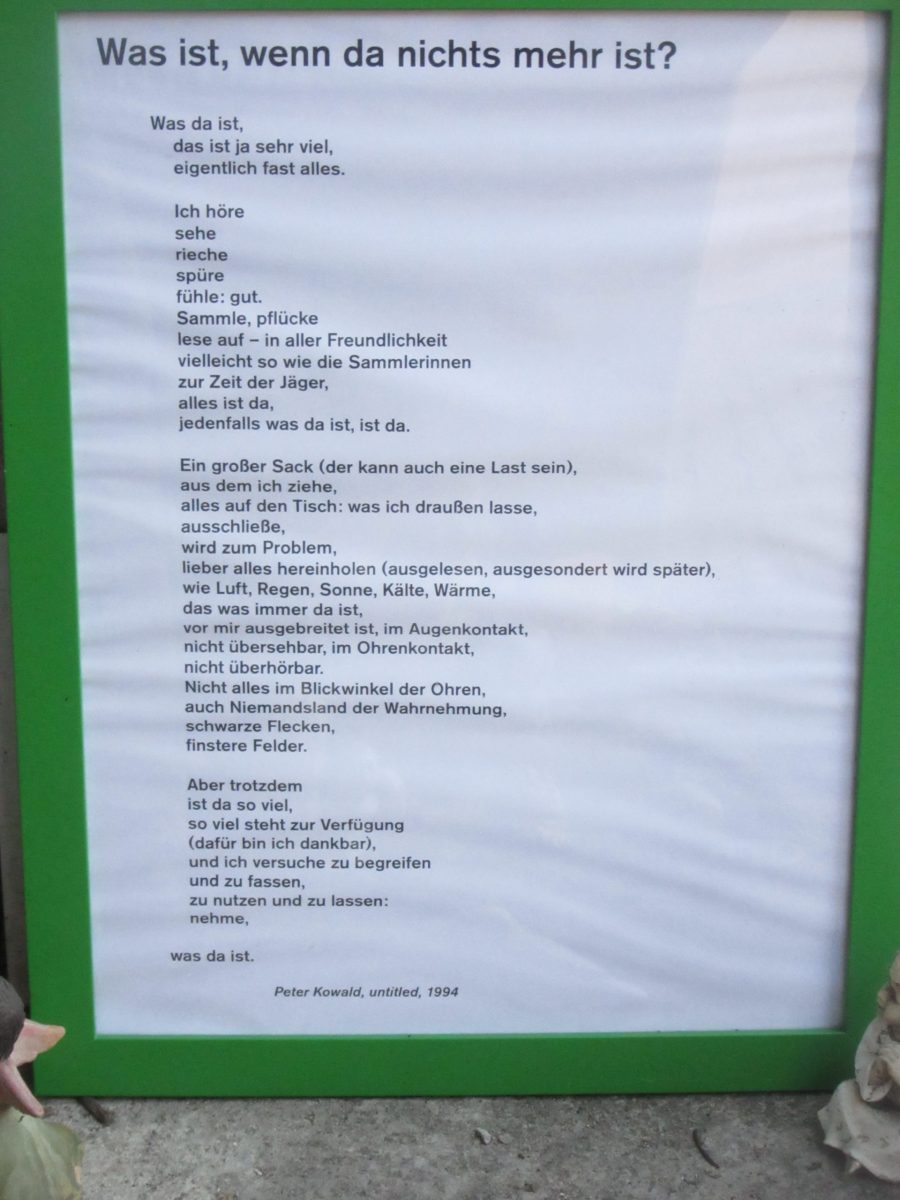 Was ist, wenn da nichts mehr ist?
Was da ist,
das ist ja sehr viel,
eigentlich fast alles.
Ich höre
sehe
rieche
spüre
fühle: gut.
Sammle, pflücke
lese auf – in aller Freundlichkeit
vielleicht so wie die Sammlerinnen
zur Zeit der Jäger,
alles ist da,
jedenfalls was da ist, ist da.
Ein großer Sack (der kann auch eine Last sein),
aus dem ich ziehe,
alles auf den Tisch: was ich draußen lasse,
ausschließe,
wird zum Problem,
lieber alles hereinholen (ausgelesen, ausgesondert wird später),
wie Luft, Regen, Sonne, Kälte, Wärme,
das was immer da ist,
vor mir ausgebreitet ist, im Augenkontakt,
nicht übersehbar, im Ohrenkontakt,
nicht überhörbar.
Nicht alles im Blickwinkel der Ohren,
auch Niemandsland der Wahrnehmung,
schwarze Flecken,
finstere Felder.
Aber trotzdem
ist da so viel,
so viel steht zur Verfügung
(dafür bin ich dankbar),
und ich versuche zu begreifen
und zu fassen,
zu nutzen und zu lassen:
nehme,
was da ist.
Peter Kowald, untitled, 1994